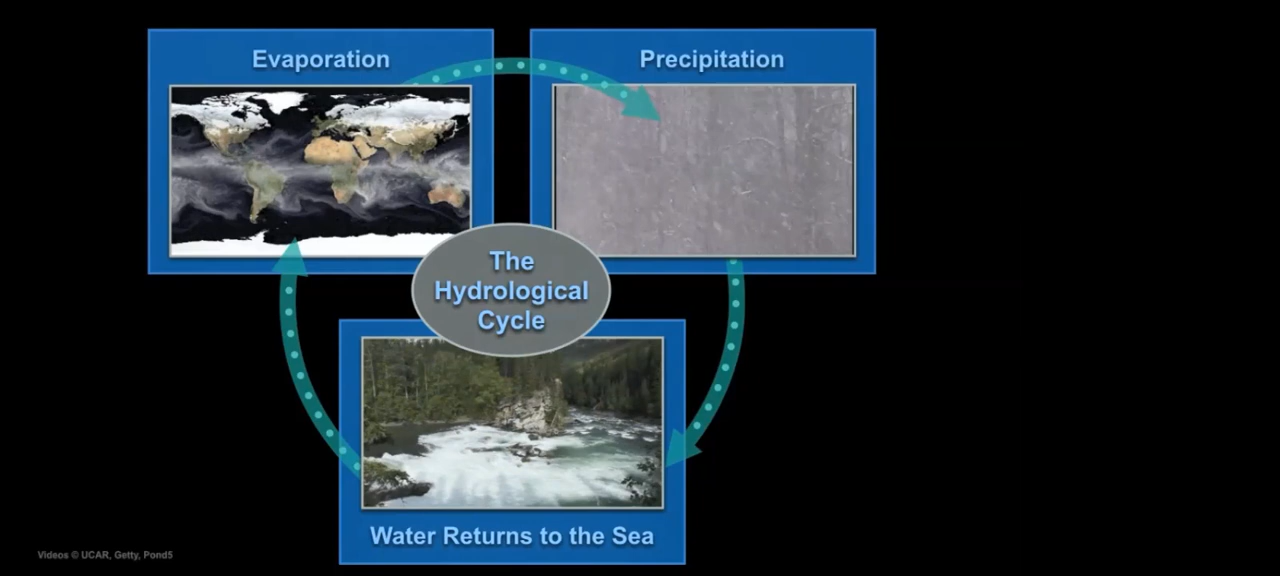 Evaporation
Precipitation
The
Hydrological
Cycle
Water Returns to the Sea
Videos © UCAR, Getty, Pond5